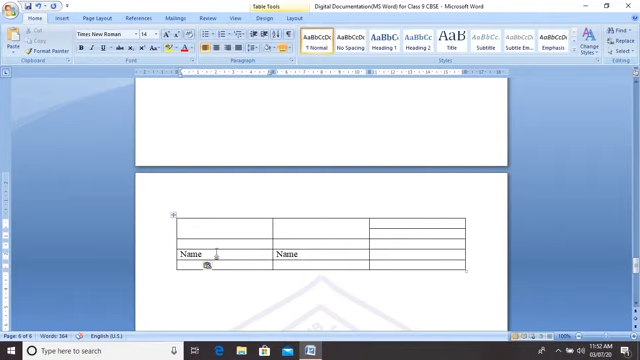 Table Tools
Digital Documentation(MS Word) for Class 9 CBSE - Microsoft Word
Home Insert Page Layout References Mailings Review View Design Layout
Cut
Copy
Format Painter
Paste
Times New Roman
Clipboard
Font
Paragraph
AaBbCcDc AaBbCcDc AaBbC AaBbCc AaB AaBbCc. AaBbCcDt AaBbCcDt
¶ Normal No Spacing Heading 1 Heading 2 Title Subtitle Subtle Em... Emphasis
Change
Styles
Styles
Find
Replace
Select
Editing
Name Name
Page: 6 of 6 Words: 364 English (U.S.) 100%
Type here to search
ENG
11:52 AM
03/07/20